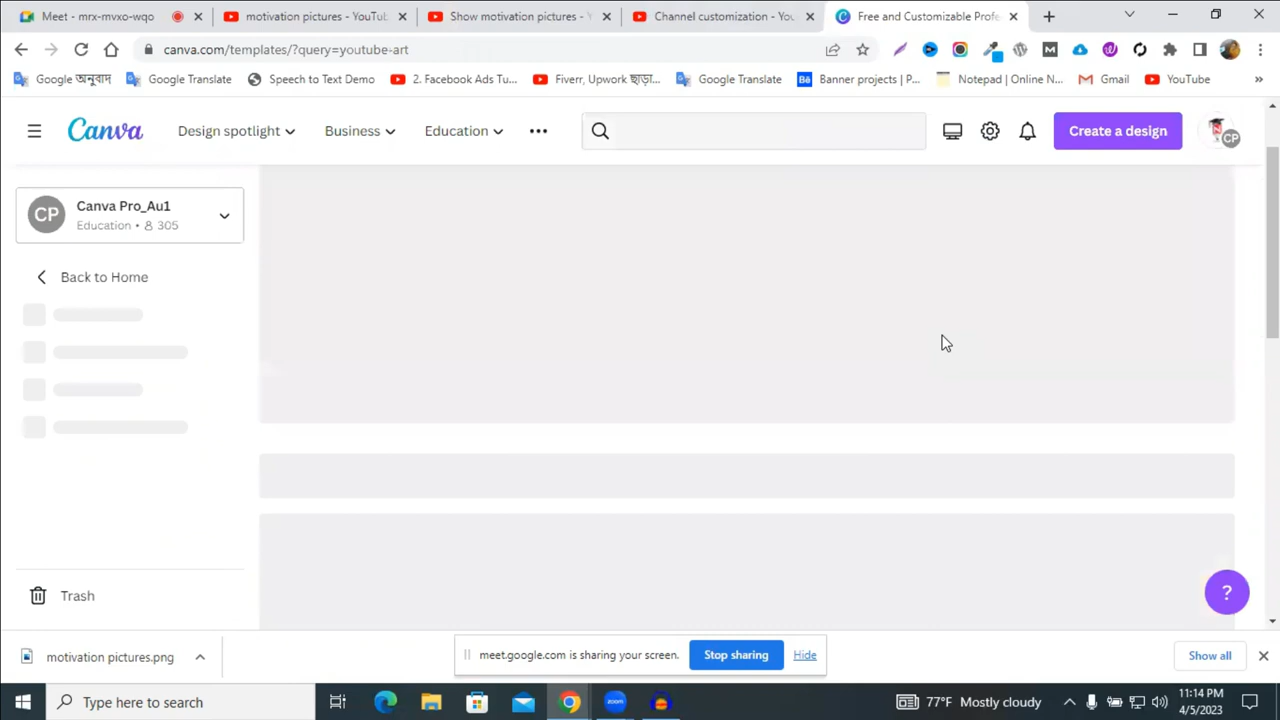 Meet - mrx-mvxo-wqo
motivation pictures - YouTu
Show motivation pictures - Y
Channel customization - You
Free and Customizable Profe
canva.com/templates/?query=youtube-art
Google অনুবাদ
Google Translate
Speech to Text Demo
2. Facebook Ads Tu...
Fiverr, Upwork ছাড়া...
Google Translate
Bē
Banner projects | P...
Notepad | Online N...
Gmail
YouTube
»
Canva
Design spotlight
Business
Education
Create a design
CP
CP
Canva Pro_Au1
Education • 305
Back to Home
Trash
?
motivation pictures.png
meet.google.com is sharing your screen.
Stop sharing
Hide
Show all
Type here to search
zoom
77°F Mostly cloudy
11:14 PM
4/5/2023